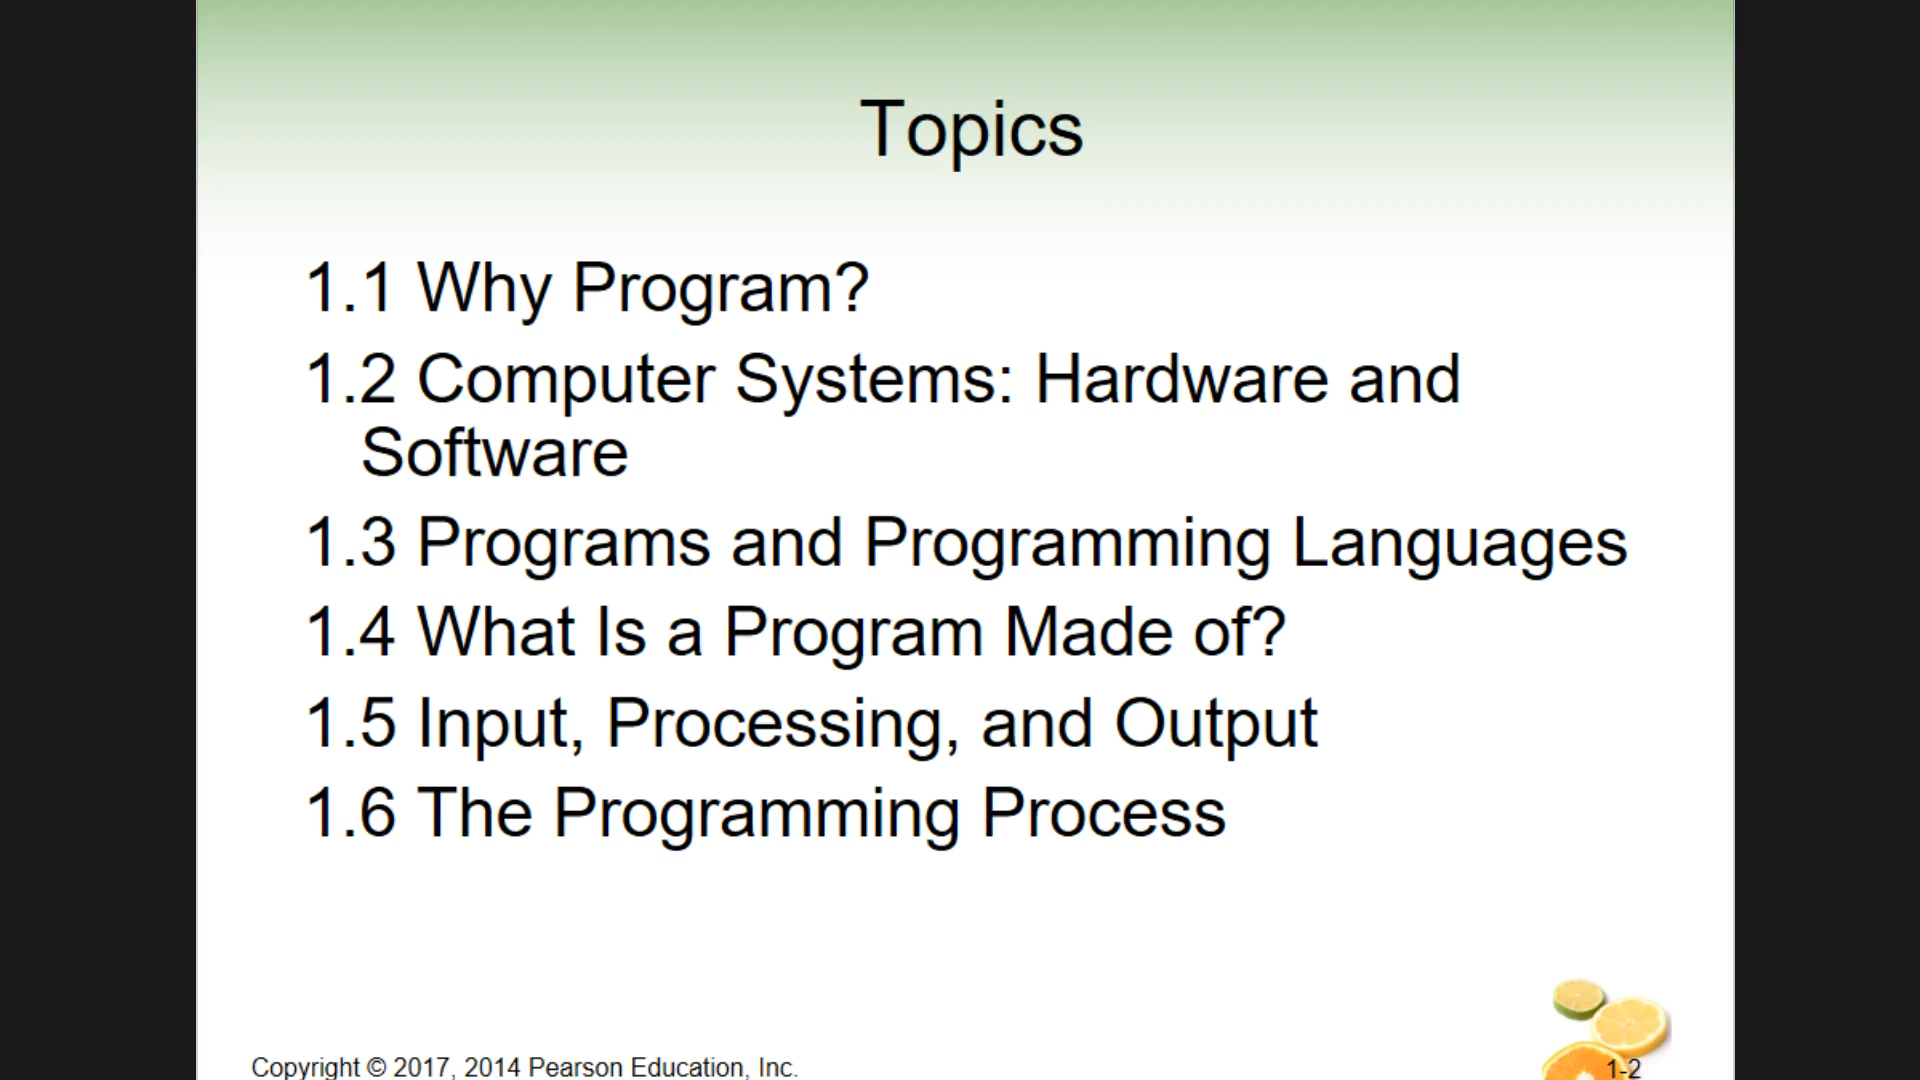 Topics
1.1 Why Program?
1.2 Computer Systems: Hardware and
Software
1.3 Programs and Programming Languages
1.4 What Is a Program Made of?
1.5 Input, Processing, and Output
1.6 The Programming Process
Copyright © 2017, 2014 Pearson Education, Inc.
1-2